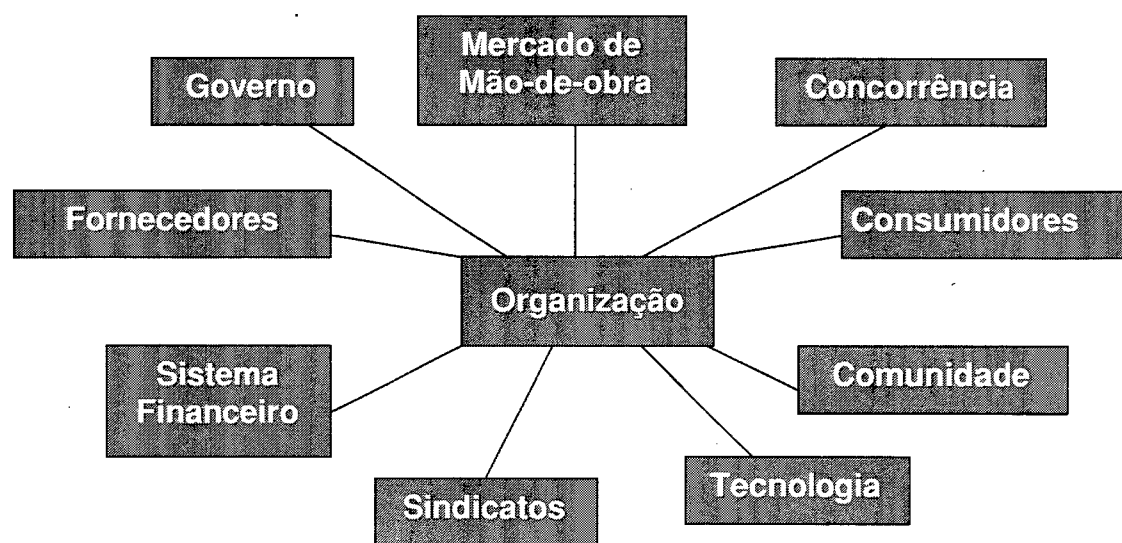 Mercado de
Mão-de-obra
Governo
Concorrência
Fornecedores
Consumidores
Organização
Sistema
Financeiro
Comunidade
Sindicatos
Tecnologia